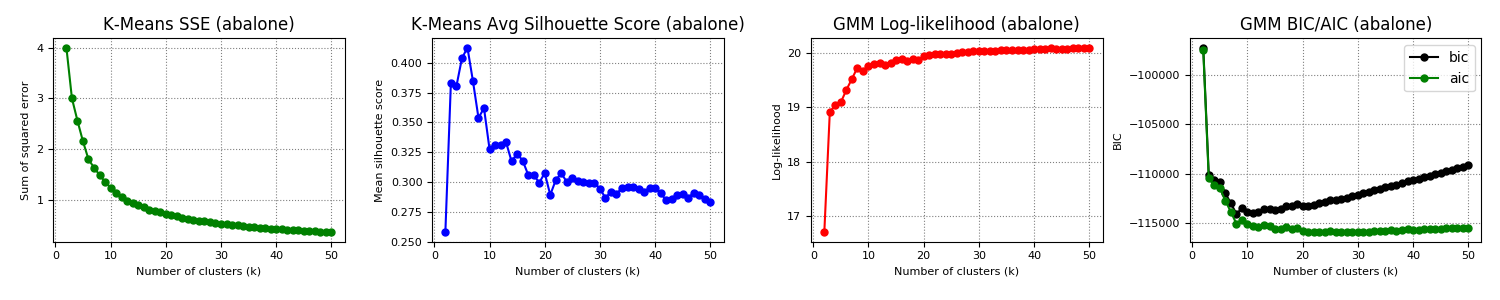 K-Means SSE (abalone)
Sum of squared error
4
3
2
1
0 10 20 30 40 50
Number of clusters (k)
K-Means Avg Silhouette Score (abalone)
Mean silhouette score
0.400
0.375
0.350
0.325
0.300
0.275
0.250
0 10 20 30 40 50
Number of clusters (k)
GMM Log-likelihood (abalone)
Log-likelihood
20
19
18
17
0 10 20 30 40 50
Number of clusters (k)
GMM BIC/AIC (abalone)
BIC
−100000
−105000
−110000
−115000
bic
aic
0 10 20 30 40 50
Number of clusters (k)